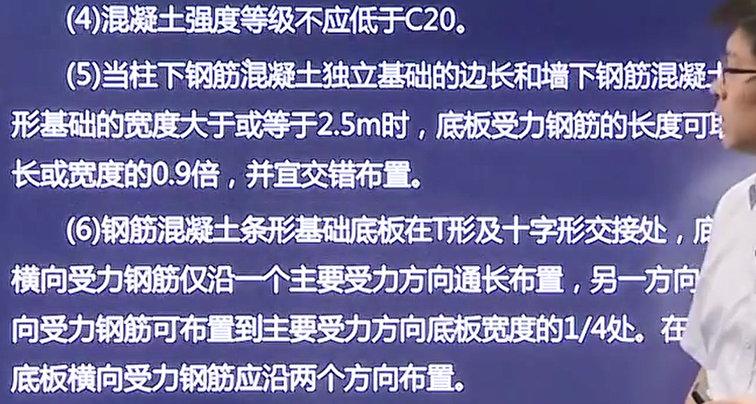 (4)混凝土强度等级不应低于C20。
(5)当柱下钢筋混凝土独立基础的边长和墙下钢筋混凝土
形基础的宽度大于或等于2.5m时，底板受力钢筋的长度可取
长或宽度的0.9倍，并宜交错布置。
(6)钢筋混凝土条形基础底板在T形及十字形交接处，底
横向受力钢筋仅沿一个主要受力方向通长布置，另一方向
向受力钢筋可布置到主要受力方向底板宽度的1/4处。在
底板横向受力钢筋应沿两个方向布置。